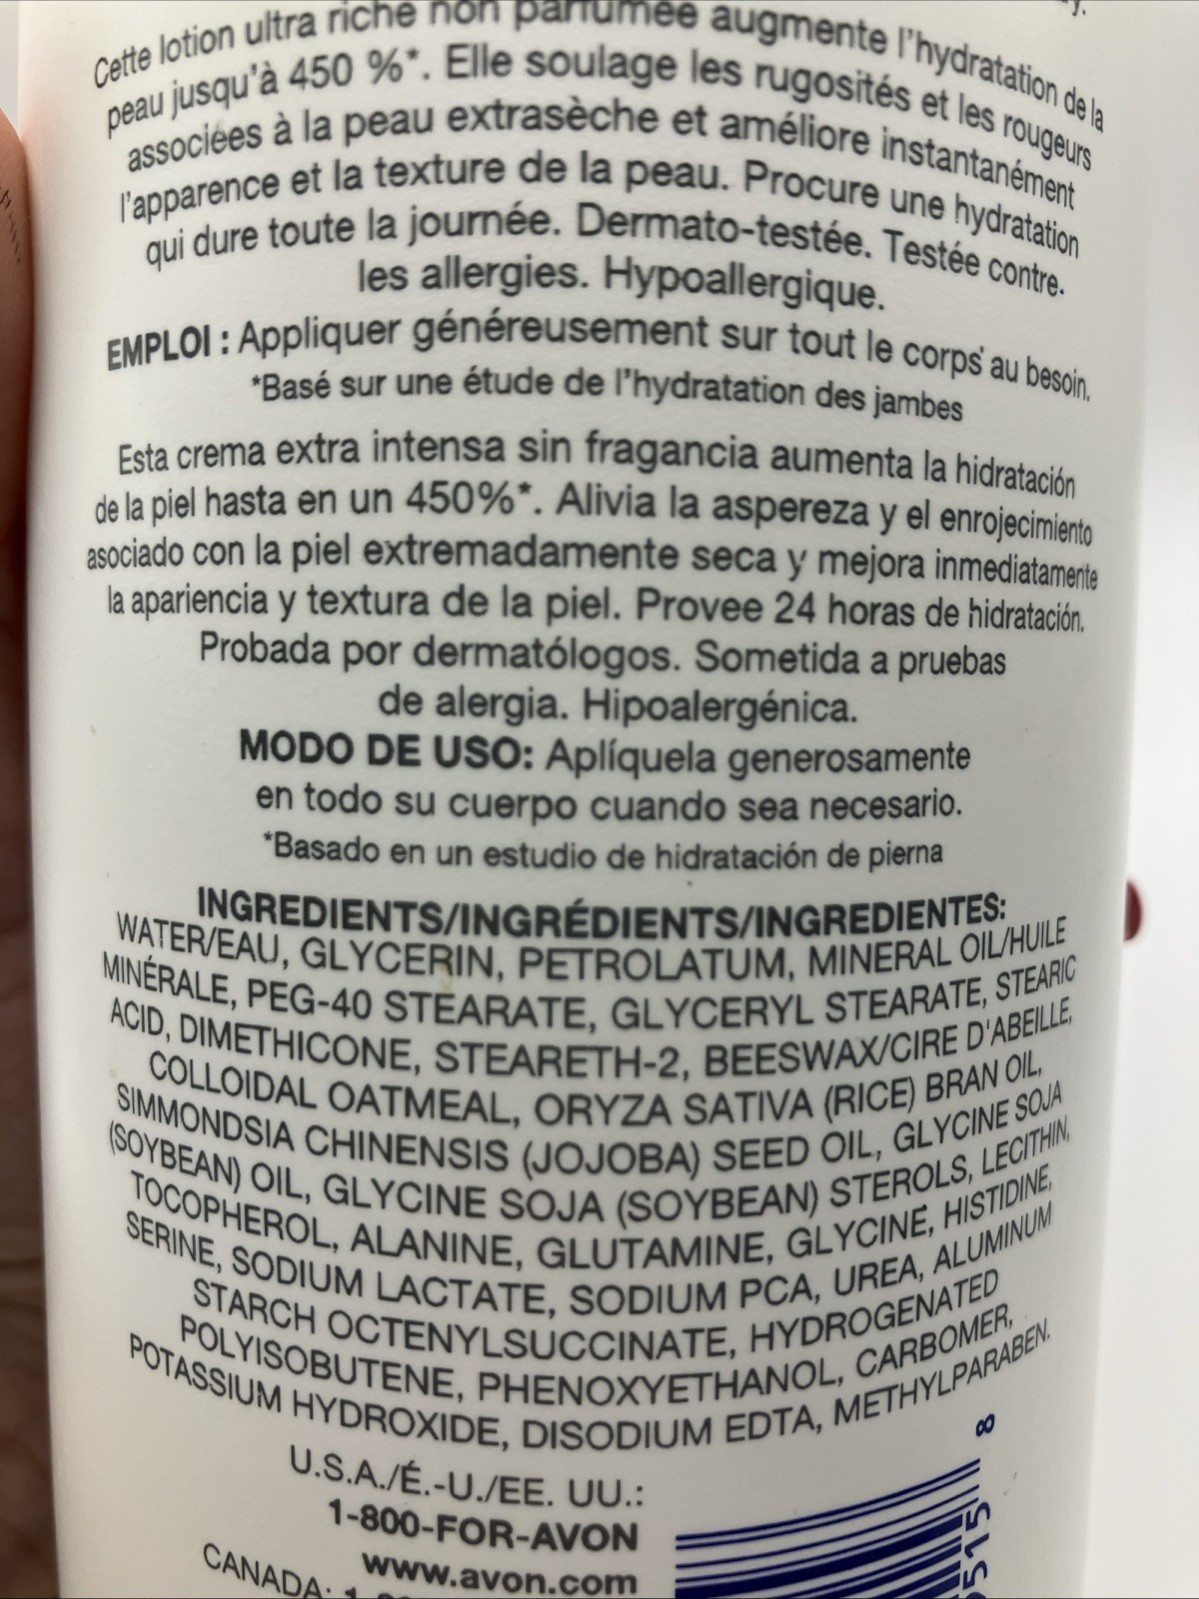 Cette lotion ultra riche non parfumée augmente l'hydratation de la
peau jusqu'à 450 %*. Elle soulage les rugosités et les rougeurs
associées à la peau extrasèche et améliore instantanément
l'apparence et la texture de la peau. Procure une hydratation
qui dure toute la journée. Dermato-testée. Testée contre.
les allergies. Hypoallergique.
EMPLOI : Appliquer généreusement sur tout le corps au besoin.
*Basé sur une étude de l'hydratation des jambes
Esta crema extra intensa sin fragancia aumenta la hidratación
de la piel hasta en un 450%*. Alivia la aspereza y el enrojecimiento
asociado con la piel extremadamente seca y mejora inmediatamente
la apariencia y textura de la piel. Provee 24 horas de hidratación.
Probada por dermatólogos. Sometida a pruebas
de alergia. Hipoalergénica.
MODO DE USO: Aplíquela generosamente
en todo su cuerpo cuando sea necesario.
*Basado en un estudio de hidratación de pierna
INGREDIENTS/INGRÉDIENTS/INGREDIENTES:
WATER/EAU, GLYCERIN, PETROLATUM, MINERAL OIL/HUILE
MINÉRALE, PEG-40 STEARATE, GLYCERYL STEARATE, STEARIC
ACID, DIMETHICONE, STEARETH-2, BEESWAX/CIRE D'ABEILLE,
COLLOIDAL OATMEAL, ORYZA SATIVA (RICE) BRAN OIL,
SIMMONDSIA CHINENSIS (JOJOBA) SEED OIL, GLYCINE SOJA
(SOYBEAN) OIL, GLYCINE SOJA (SOYBEAN) STEROLS, LECITHIN,
TOCOPHEROL, ALANINE, GLUTAMINE, GLYCINE, HISTIDINE,
SERINE, SODIUM LACTATE, SODIUM PCA, UREA, ALUMINUM
STARCH OCTENYLSUCCINATE, HYDROGENATED
POLYISOBUTENE, PHENOXYETHANOL, CARBOMER,
POTASSIUM HYDROXIDE, DISODIUM EDTA, METHYLPARABEN.
U.S.A./É.-U./EE. UU.:
1-800-FOR-AVON
www.avon.com
CANADA: 1
8
5515